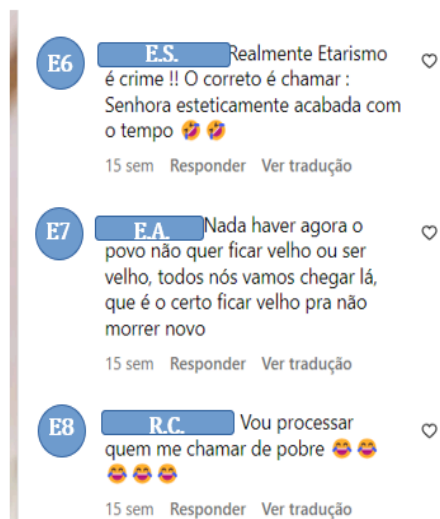 E6 E.S. Realmente Etarismo
é crime !! O correto é chamar :
Senhora esteticamente acabada com
o tempo 🤣 🤣
15 sem Responder Ver tradução
E7 E.A. Nada haver agora o
povo não quer ficar velho ou ser
velho, todos nós vamos chegar lá,
que é o certo ficar velho pra não
morrer novo
15 sem Responder Ver tradução
E8 R.C. Vou processar
quem me chamar de pobre 😂 😂
😂 😂 😂
15 sem Responder Ver tradução